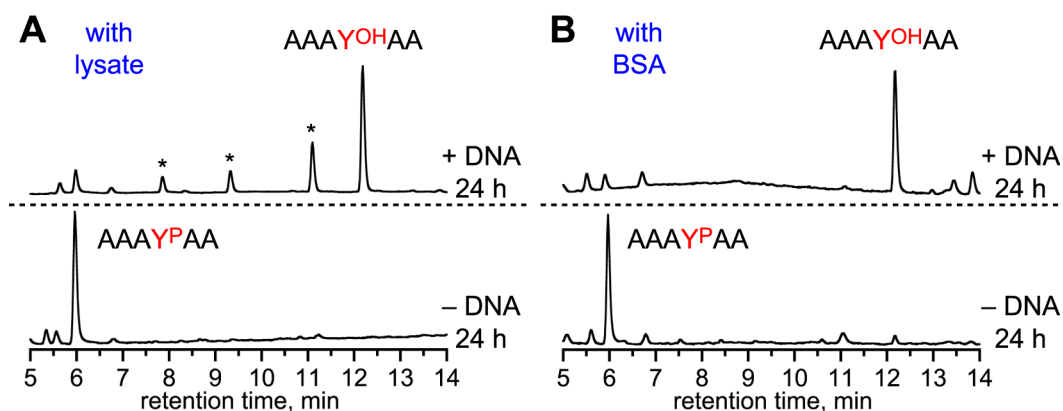 A
with
lysate
AAAYᴼᴴAA
*
*
*
+ DNA
24 h
AAAYᴾAA
– DNA
24 h
5 6 7 8 9 10 11 12 13 14
retention time, min
B
with
BSA
AAAYᴼᴴAA
+ DNA
24 h
AAAYᴾAA
– DNA
24 h
5 6 7 8 9 10 11 12 13 14
retention time, min